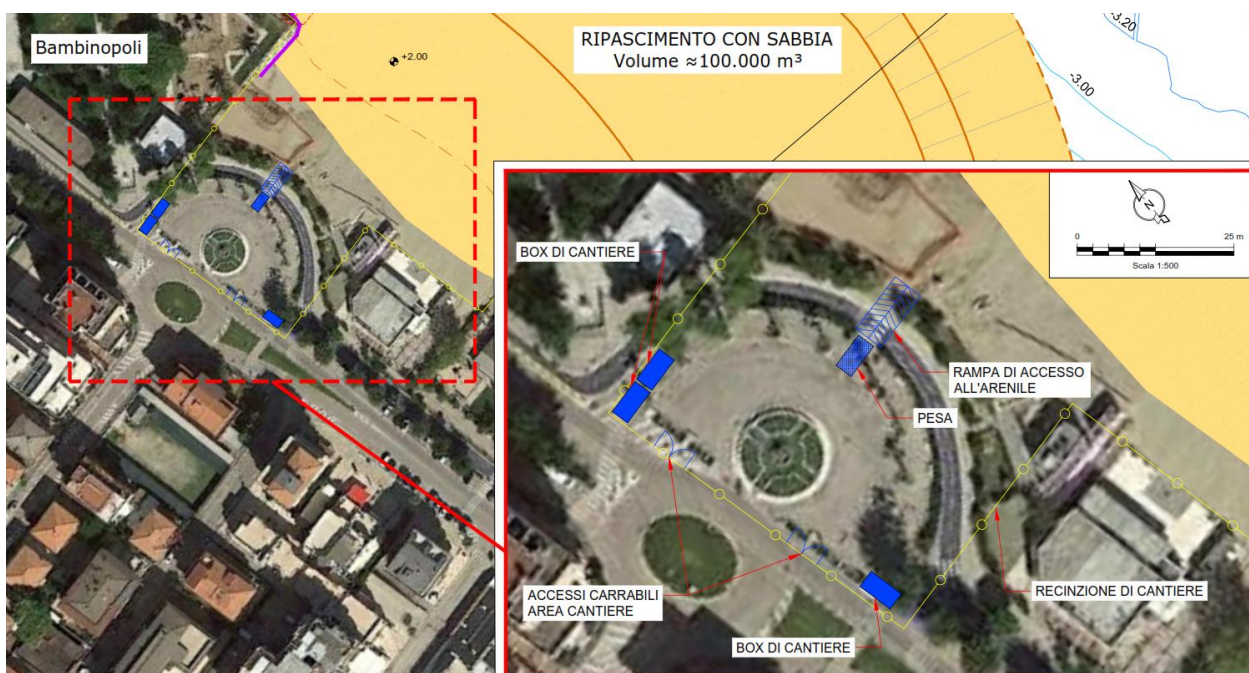 Bambinopoli
+2.00
RIPASCIMENTO CON SABBIA
Volume ≈100.000 m³
-3.20
-3.00
N
0
25 m
Scala 1:500
BOX DI CANTIERE
RAMPA DI ACCESSO
ALL'ARENILE
PESA
ACCESSI CARRABILI
AREA CANTIERE
RECINZIONE DI CANTIERE
BOX DI CANTIERE